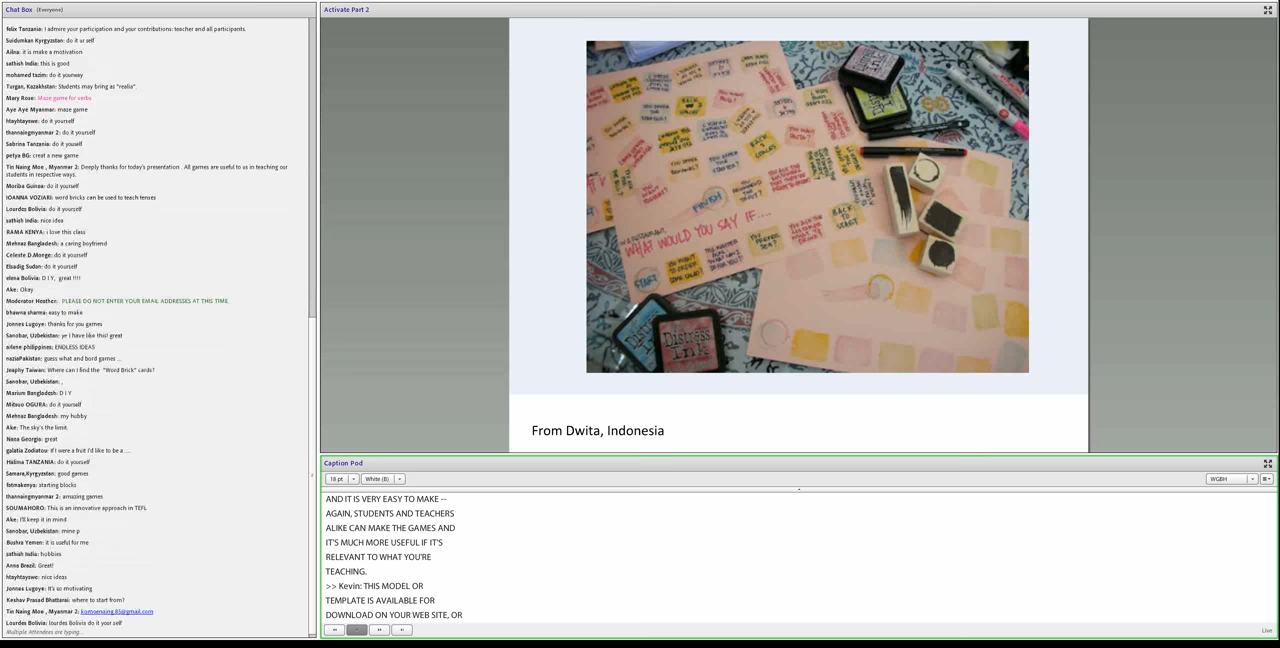 Chat Box (Everyone)
felix Tanzania: I admire your participation and your contributions: teacher and all participants.
Suidumkan Kyrgyzstan: do it ur self
Ailna: it is make a motivation
sathish India: this is good
mohamed tazim: do it yourway
Turgan, Kazakhstan: Students may bring as "realia".
Mary Rose: Maze game for verbs
Aye Aye Myanmar: maze game
htayhtayswe: do it yourself
thannaingmyanmar 2: do it yourself
Sabrina Tanzania: do it youself
petya BG: creat a new game
Tin Naing Moe , Myanmar 2: Deeply thanks for today's presentation . All games are useful to us in teaching our
students in respective ways.
Moriba Guinea: do it yourself
IOANNA VOZIARI: word bricks can be used to teach tenses
Lourdes Bolivia: do it yourself
sathish India: nice idea
RAMA KENYA: i love this class
Mehnaz Bangladesh: a caring boyfriend
Celeste.D.Monge: do it yourself
Elsadig Sudan: do it yourself
elena Bolivia: D I Y, great !!!!
Ake: Okay
Moderator Heather: PLEASE DO NOT ENTER YOUR EMAIL ADDRESSES AT THIS TIME.
bhawna sharma: easy to make
Jonnes Lugoye: thanks for you games
Sanobar, Uzbekistan: ye I have like this! great
arlene philippines: ENDLESS IDEAS
naziaPakistan: guess what and bord games ...
Jeaphy Taiwan: Where can I find the "Word Brick" cards?
Sanobar, Uzbekistan: ,
Marium Bangladesh: D I Y
Mitsuo OGURA: do it yourself
Mehnaz Bangladesh: my hubby
Ake: The sky's the limit.
Nana Georgia: great
galatia Zodiatou: If I were a fruit I'd like to be a ....
Halima TANZANIA: do it yourself
Samara,Kyrgyzstan: good games
fatmakenya: starting blocks
thannaingmyanmar 2: amazing games
SOUMAHORO: This is an innovative approach in TEFL
Ake: I'll keep it in mind
Sanobar, Uzbekistan: mine p
Bushra Yemen: it is useful for me
sathish India: hobbies
Anna Brazil: Great!
htayhtayswe: nice ideas
Jonnes Lugoye: It's so motivating
Keshav Prasad Bhattarai: where to start from?
Tin Naing Moe , Myanmar 2: komoenaing.85@gmail.com
Lourdes Bolivia: lourdes Bolivia do it your self
Multiple Attendees are typing...
Activate Part 2
IN A RESTAURANT,
WHAT WOULD YOU SAY IF....
START
FINISH
BACK TO START
Distress
Ink
From Dwita, Indonesia
Caption Pod
18 pt
White (B)
WGBH
AND IT IS VERY EASY TO MAKE --
AGAIN, STUDENTS AND TEACHERS
ALIKE CAN MAKE THE GAMES AND
IT'S MUCH MORE USEFUL IF IT'S
RELEVANT TO WHAT YOU'RE
TEACHING.
>> Kevin: THIS MODEL OR
TEMPLATE IS AVAILABLE FOR
DOWNLOAD ON YOUR WEB SITE, OR
Live